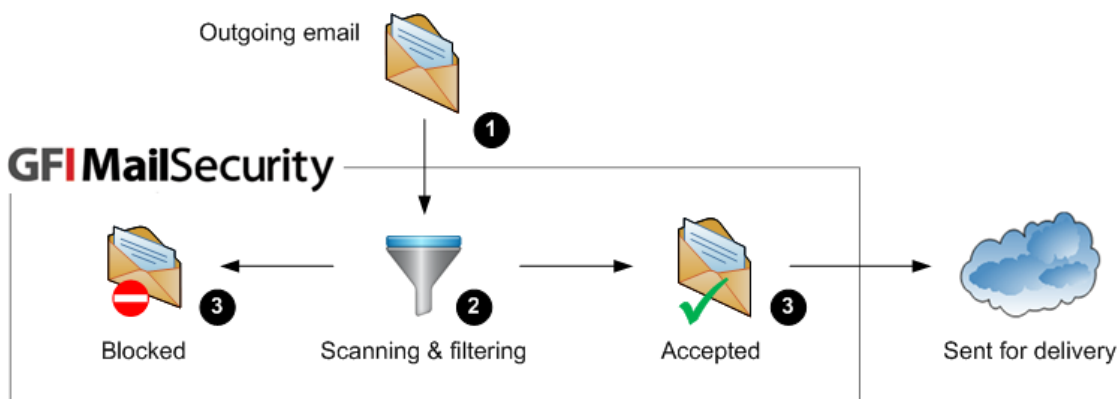 Outgoing email
1
GFI MailSecurity
3
2
3
Blocked
Scanning & filtering
Accepted
Sent for delivery